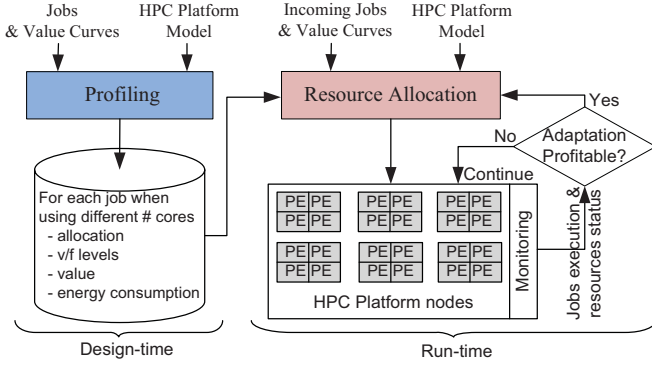 Jobs
& Value Curves
HPC Platform
Model
Profiling
For each job when
using different # cores
- allocation
- v/f levels
- value
- energy consumption
Design-time
Incoming Jobs
& Value Curves
HPC Platform
Model
Resource Allocation
Yes
No
Adaptation
Profitable?
Continue
PE PE PE PE PE PE
PE PE PE PE PE PE
PE PE PE PE PE PE
PE PE PE PE PE PE
HPC Platform nodes
Monitoring
Jobs execution &
resources status
Run-time